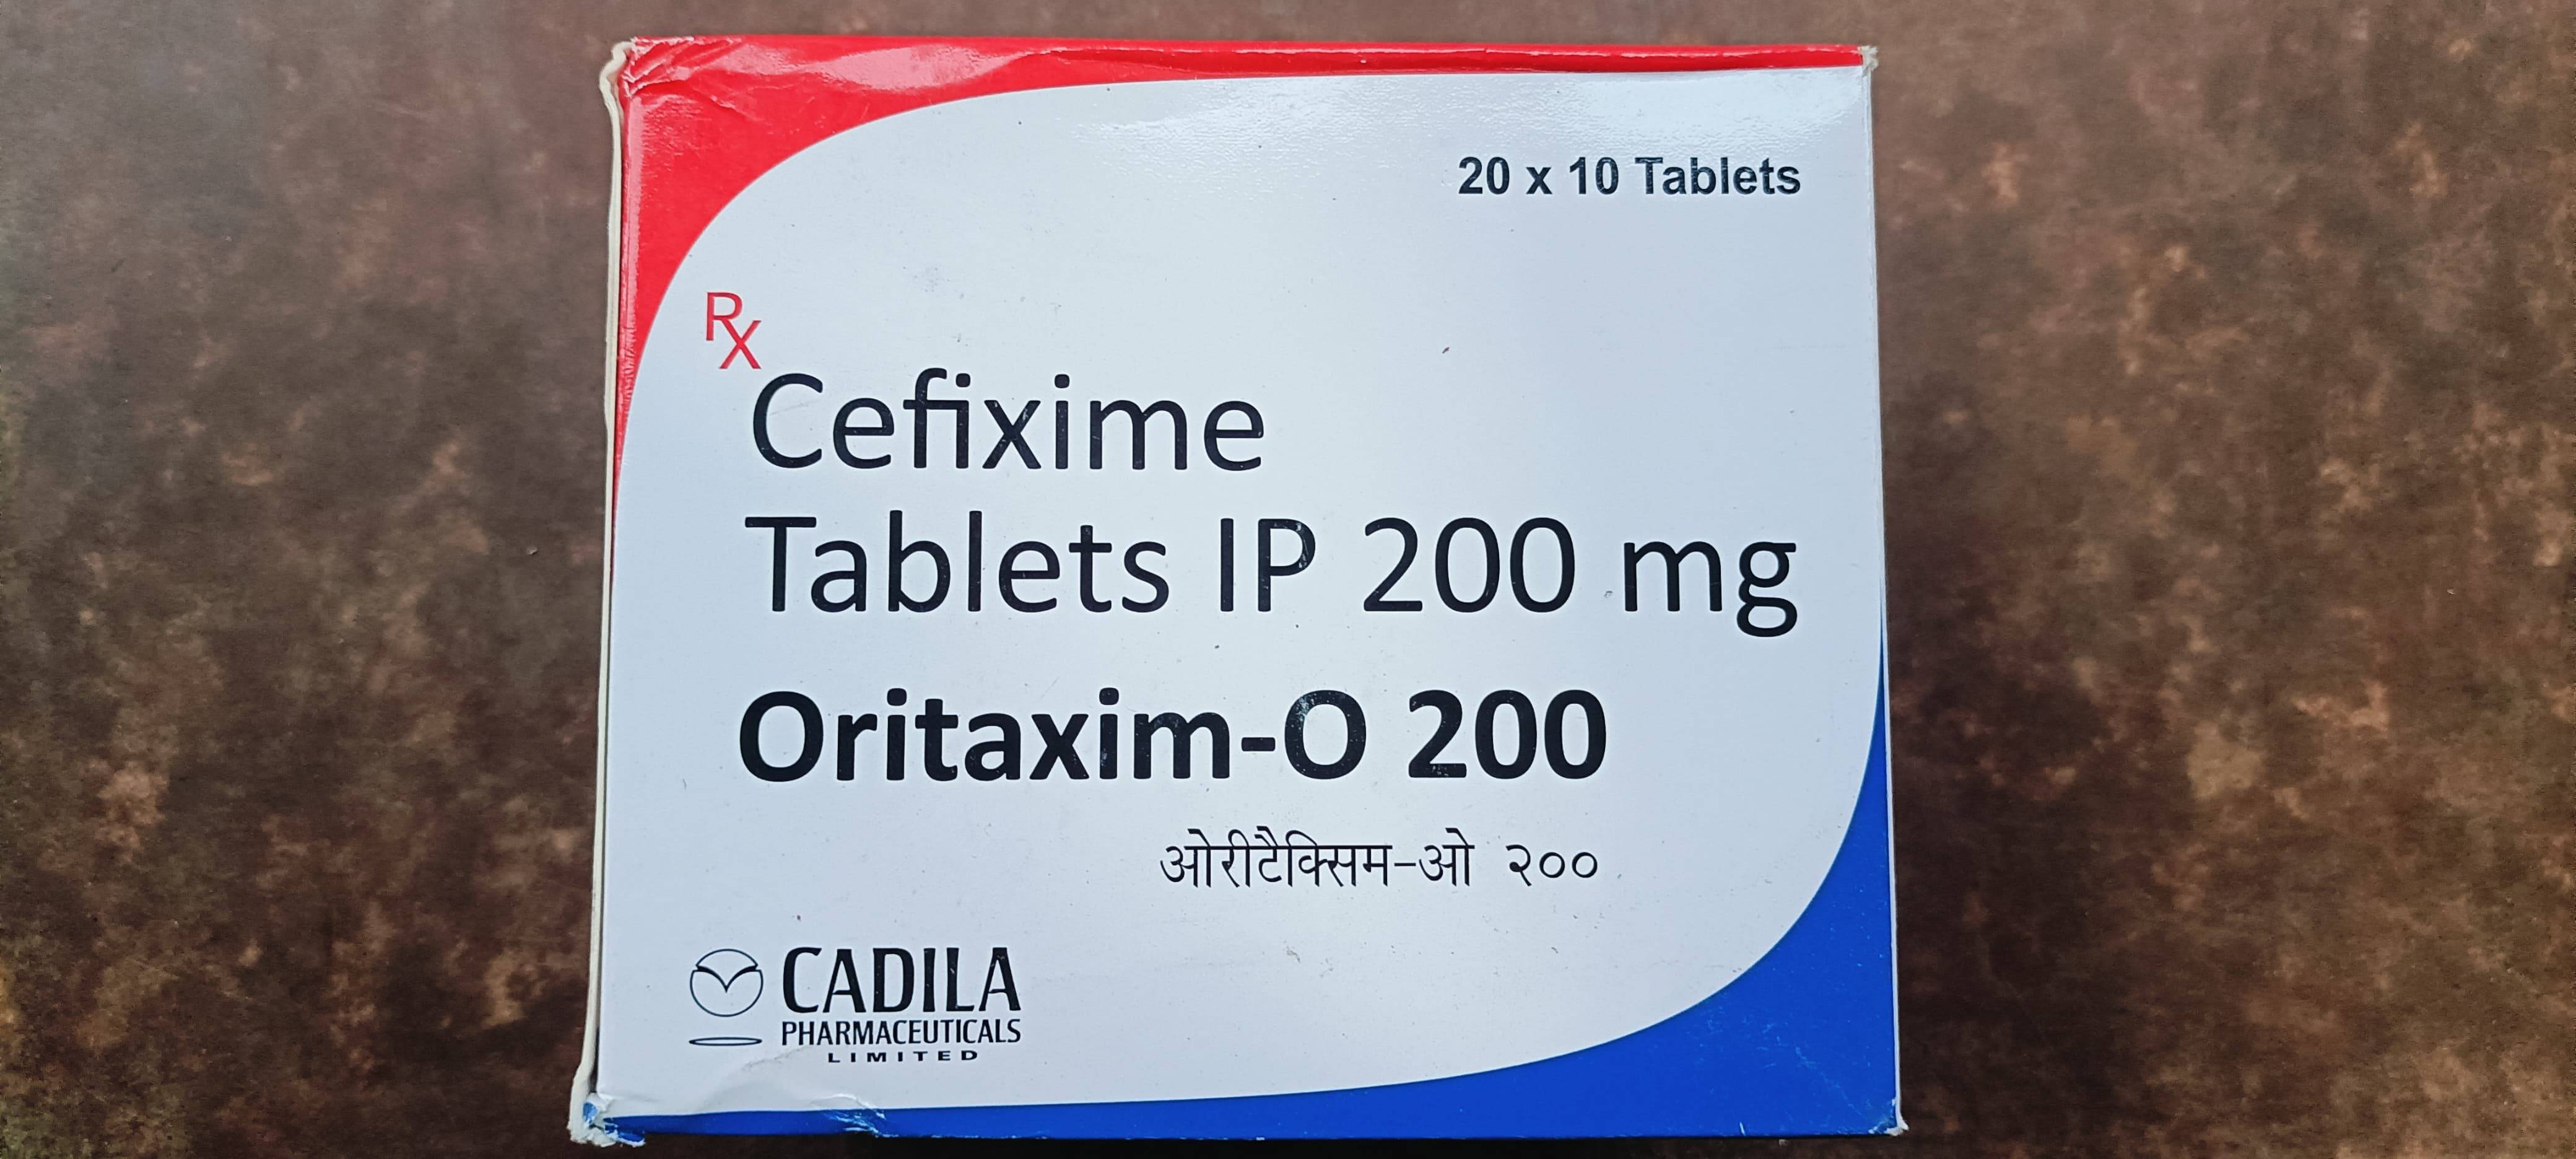 20 x 10 Tablets
Rx
Cefixime
Tablets IP 200 mg
Oritaxim-O 200
ओरीटैक्सिम-ओ २००
CADILA
PHARMACEUTICALS
LIMITED